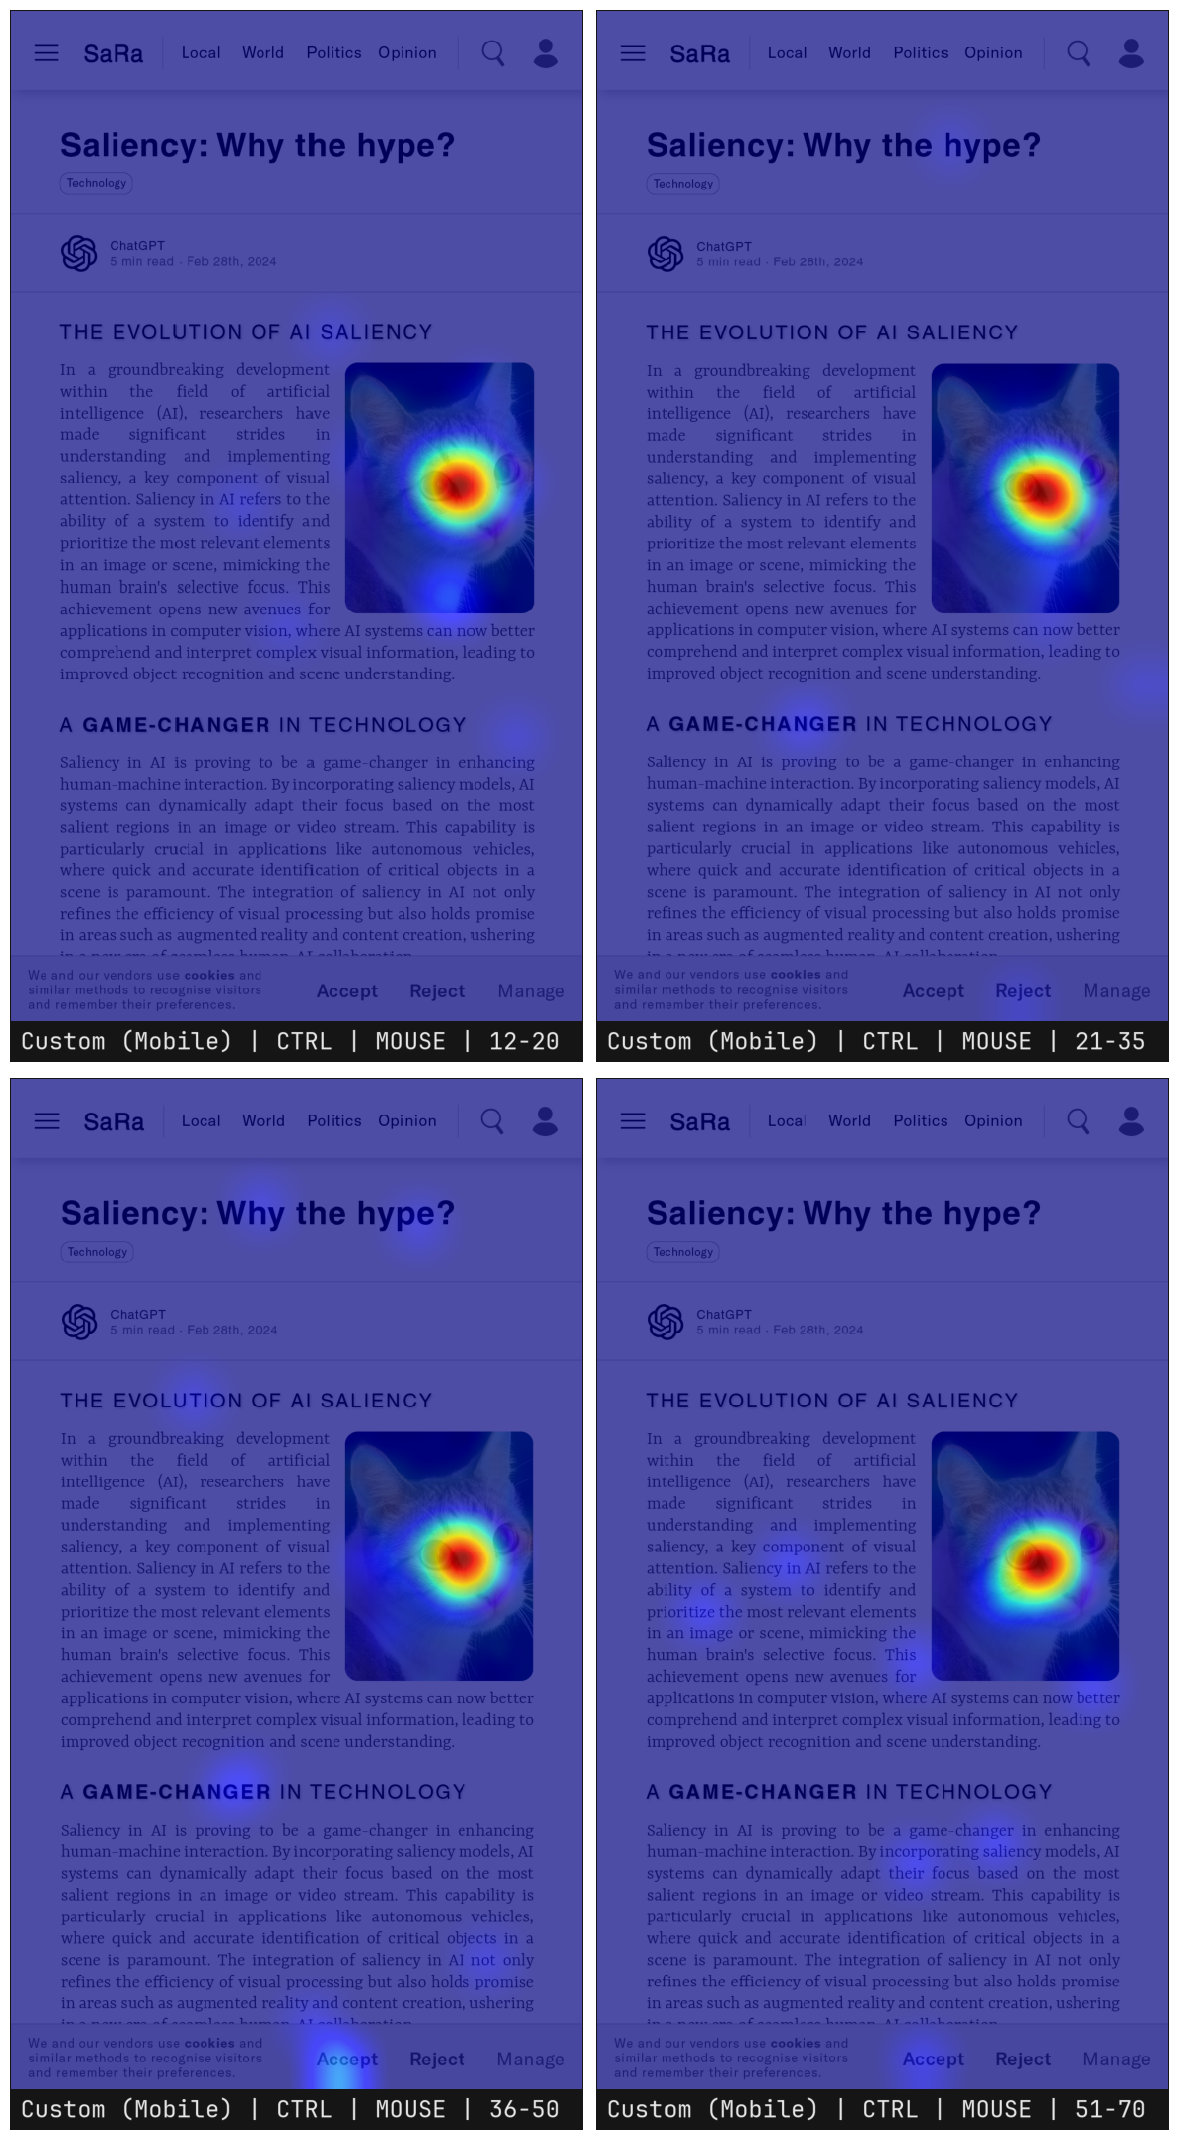 SaRa Local World Politics Opinion
Saliency: Why the hype?
Technology
ChatGPT
5 min read · Feb 28th, 2024
THE EVOLUTION OF AI SALIENCY
In a groundbreaking development
within the field of artificial
intelligence (AI), researchers have
made significant strides in
understanding and implementing
saliency, a key component of visual
attention. Saliency in AI refers to the
ability of a system to identify and
prioritize the most relevant elements
in an image or scene, mimicking the
human brain's selective focus. This
achievement opens new avenues for
applications in computer vision, where AI systems can now better
comprehend and interpret complex visual information, leading to
improved object recognition and scene understanding.
A GAME-CHANGER IN TECHNOLOGY
Saliency in AI is proving to be a game-changer in enhancing
human-machine interaction. By incorporating saliency models, AI
systems can dynamically adapt their focus based on the most
salient regions in an image or video stream. This capability is
particularly crucial in applications like autonomous vehicles,
where quick and accurate identification of critical objects in a
scene is paramount. The integration of saliency in AI not only
refines the efficiency of visual processing but also holds promise
in areas such as augmented reality and content creation, ushering
in a new era of seamless human-AI collaboration.
We and our vendors use cookies and
similar methods to recognise visitors
and remember their preferences.
Accept Reject Manage
Custom (Mobile) | CTRL | MOUSE | 12-20
SaRa Local World Politics Opinion
Saliency: Why the hype?
Technology
ChatGPT
5 min read · Feb 28th, 2024
THE EVOLUTION OF AI SALIENCY
In a groundbreaking development
within the field of artificial
intelligence (AI), researchers have
made significant strides in
understanding and implementing
saliency, a key component of visual
attention. Saliency in AI refers to the
ability of a system to identify and
prioritize the most relevant elements
in an image or scene, mimicking the
human brain's selective focus. This
achievement opens new avenues for
applications in computer vision, where AI systems can now better
comprehend and interpret complex visual information, leading to
improved object recognition and scene understanding.
A GAME-CHANGER IN TECHNOLOGY
Saliency in AI is proving to be a game-changer in enhancing
human-machine interaction. By incorporating saliency models, AI
systems can dynamically adapt their focus based on the most
salient regions in an image or video stream. This capability is
particularly crucial in applications like autonomous vehicles,
where quick and accurate identification of critical objects in a
scene is paramount. The integration of saliency in AI not only
refines the efficiency of visual processing but also holds promise
in areas such as augmented reality and content creation, ushering
in a new era of seamless human-AI collaboration.
We and our vendors use cookies and
similar methods to recognise visitors
and remember their preferences.
Accept Reject Manage
Custom (Mobile) | CTRL | MOUSE | 21-35
SaRa Local World Politics Opinion
Saliency: Why the hype?
Technology
ChatGPT
5 min read · Feb 28th, 2024
THE EVOLUTION OF AI SALIENCY
In a groundbreaking development
within the field of artificial
intelligence (AI), researchers have
made significant strides in
understanding and implementing
saliency, a key component of visual
attention. Saliency in AI refers to the
ability of a system to identify and
prioritize the most relevant elements
in an image or scene, mimicking the
human brain's selective focus. This
achievement opens new avenues for
applications in computer vision, where AI systems can now better
comprehend and interpret complex visual information, leading to
improved object recognition and scene understanding.
A GAME-CHANGER IN TECHNOLOGY
Saliency in AI is proving to be a game-changer in enhancing
human-machine interaction. By incorporating saliency models, AI
systems can dynamically adapt their focus based on the most
salient regions in an image or video stream. This capability is
particularly crucial in applications like autonomous vehicles,
where quick and accurate identification of critical objects in a
scene is paramount. The integration of saliency in AI not only
refines the efficiency of visual processing but also holds promise
in areas such as augmented reality and content creation, ushering
in a new era of seamless human-AI collaboration.
We and our vendors use cookies and
similar methods to recognise visitors
and remember their preferences.
Accept Reject Manage
Custom (Mobile) | CTRL | MOUSE | 36-50
SaRa Local World Politics Opinion
Saliency: Why the hype?
Technology
ChatGPT
5 min read · Feb 28th, 2024
THE EVOLUTION OF AI SALIENCY
In a groundbreaking development
within the field of artificial
intelligence (AI), researchers have
made significant strides in
understanding and implementing
saliency, a key component of visual
attention. Saliency in AI refers to the
ability of a system to identify and
prioritize the most relevant elements
in an image or scene, mimicking the
human brain's selective focus. This
achievement opens new avenues for
applications in computer vision, where AI systems can now better
comprehend and interpret complex visual information, leading to
improved object recognition and scene understanding.
A GAME-CHANGER IN TECHNOLOGY
Saliency in AI is proving to be a game-changer in enhancing
human-machine interaction. By incorporating saliency models, AI
systems can dynamically adapt their focus based on the most
salient regions in an image or video stream. This capability is
particularly crucial in applications like autonomous vehicles,
where quick and accurate identification of critical objects in a
scene is paramount. The integration of saliency in AI not only
refines the efficiency of visual processing but also holds promise
in areas such as augmented reality and content creation, ushering
in a new era of seamless human-AI collaboration.
We and our vendors use cookies and
similar methods to recognise visitors
and remember their preferences.
Accept Reject Manage
Custom (Mobile) | CTRL | MOUSE | 51-70